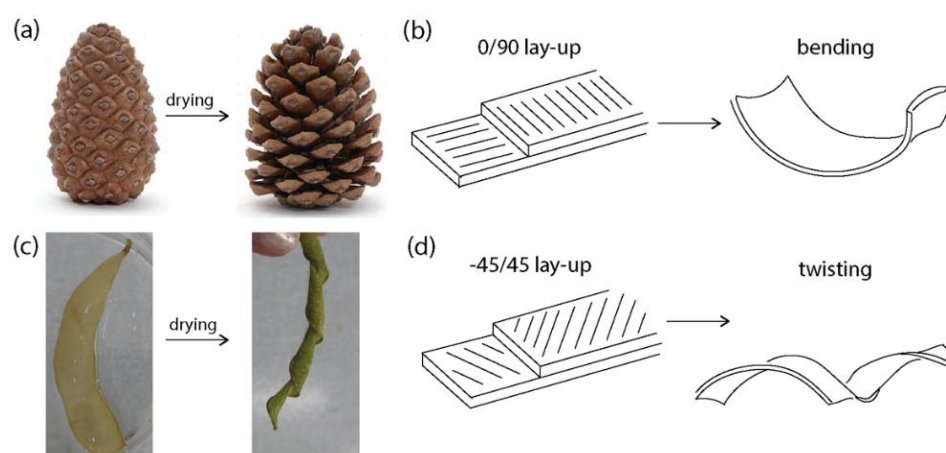 (a)
drying
(b)
0/90 lay-up
bending
(c)
drying
(d)
-45/45 lay-up
twisting